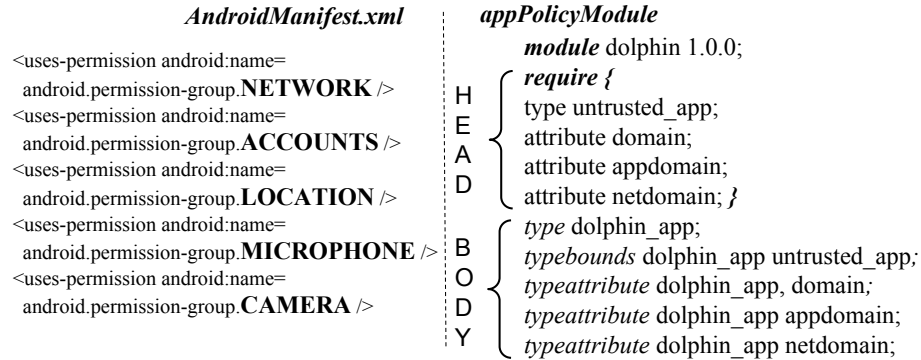 AndroidManifest.xml
<uses-permission android:name=
android.permission-group.NETWORK />
<uses-permission android:name=
android.permission-group.ACCOUNTS />
<uses-permission android:name=
android.permission-group.LOCATION />
<uses-permission android:name=
android.permission-group.MICROPHONE />
<uses-permission android:name=
android.permission-group.CAMERA />
appPolicyModule
module dolphin 1.0.0;
HEAD
require {
type untrusted_app;
attribute domain;
attribute appdomain;
attribute netdomain; }
BODY
type dolphin_app;
typebounds dolphin_app untrusted_app;
typeattribute dolphin_app, domain;
typeattribute dolphin_app appdomain;
typeattribute dolphin_app netdomain;